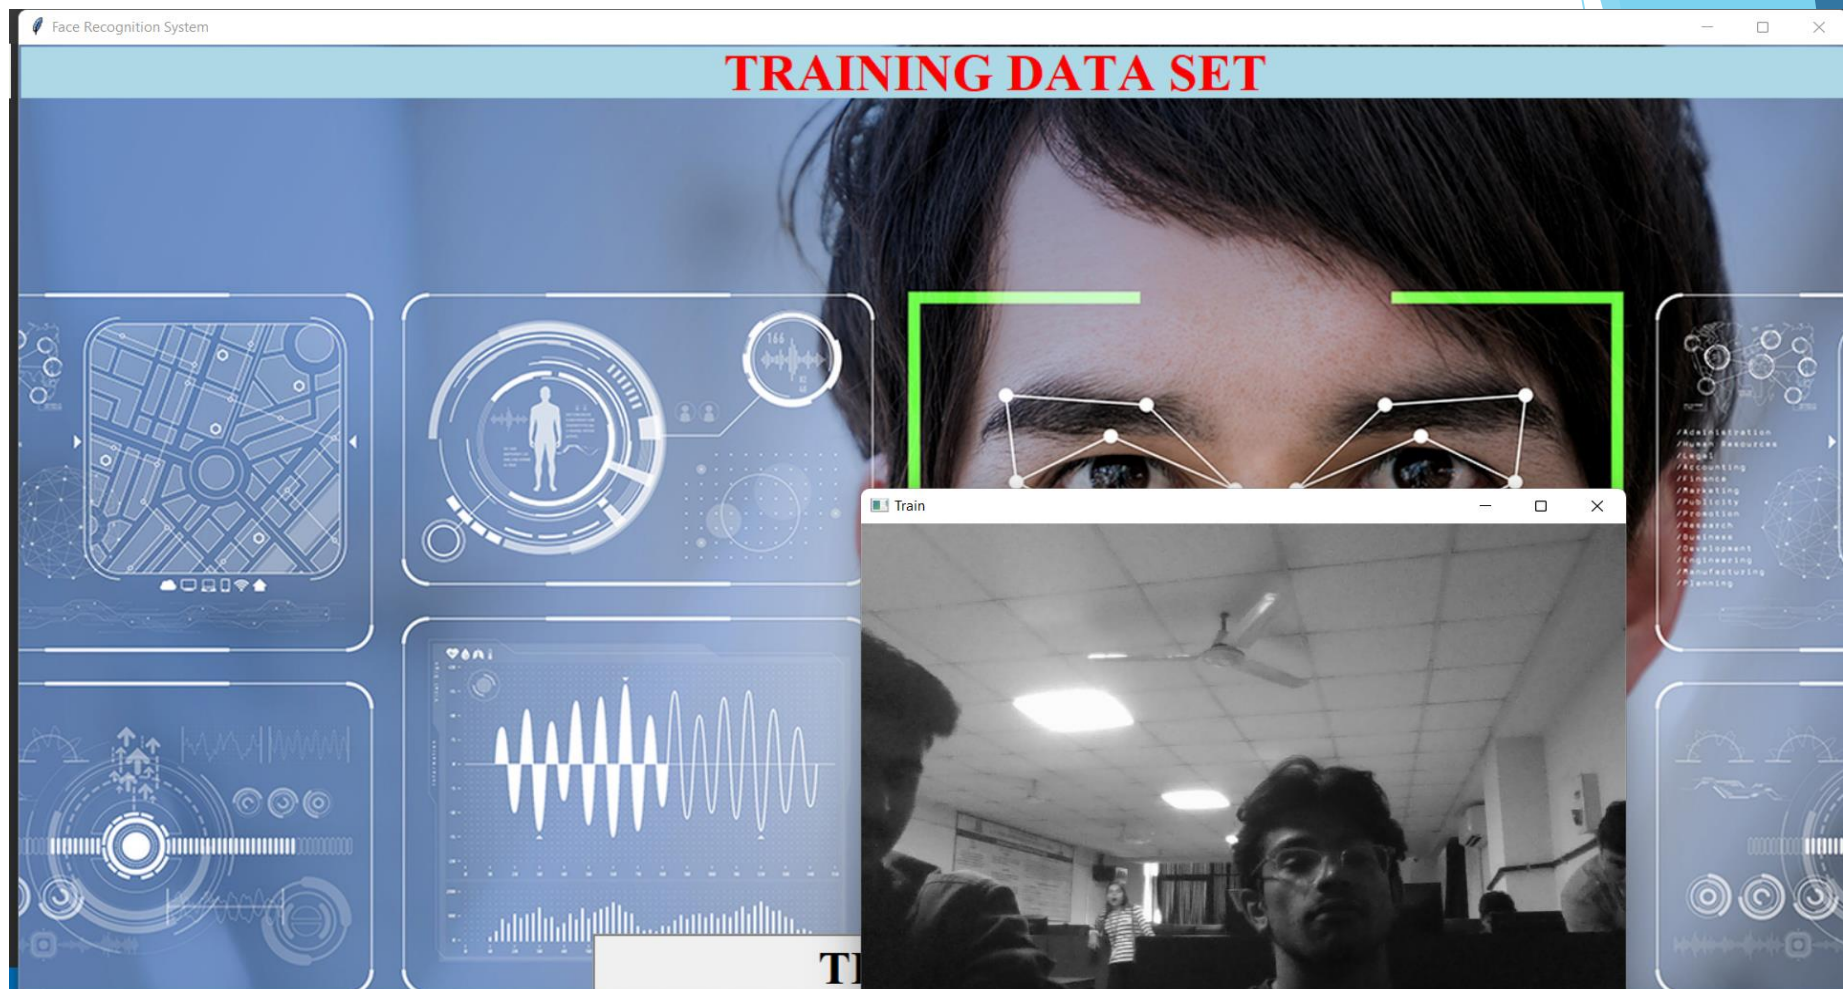 Face Recognition System
TRAINING DATA SET
166
/Administration
/Human Resources
/Legal
/Accounting
/Finance
/Marketing
/Publicity
/Promotion
/Research
/Business
/Development
/Engineering
/Manufacturing
/Planning
Train